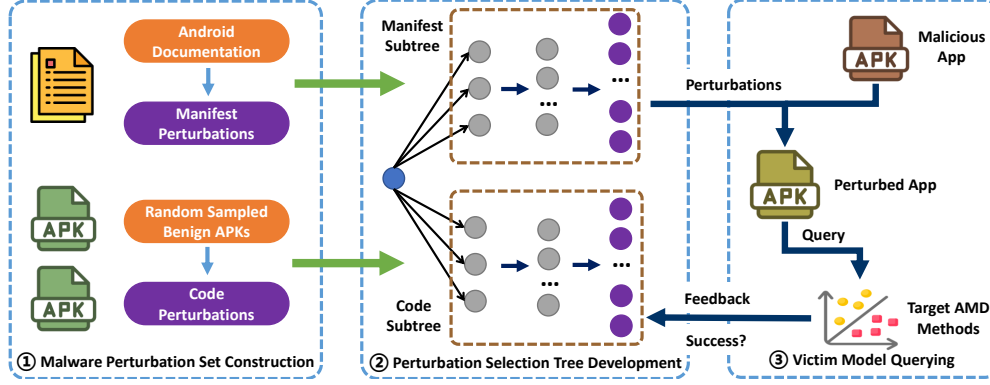 Android
Documentation
Manifest
Perturbations
APK
Random Sampled
Benign APKs
APK
Code
Perturbations
① Malware Perturbation Set Construction
Manifest
Subtree
...
...
...
...
Code
Subtree
② Perturbation Selection Tree Development
Perturbations
APK
Malicious
App
APK
Perturbed App
Query
Feedback
Success?
Target AMD
Methods
③ Victim Model Querying